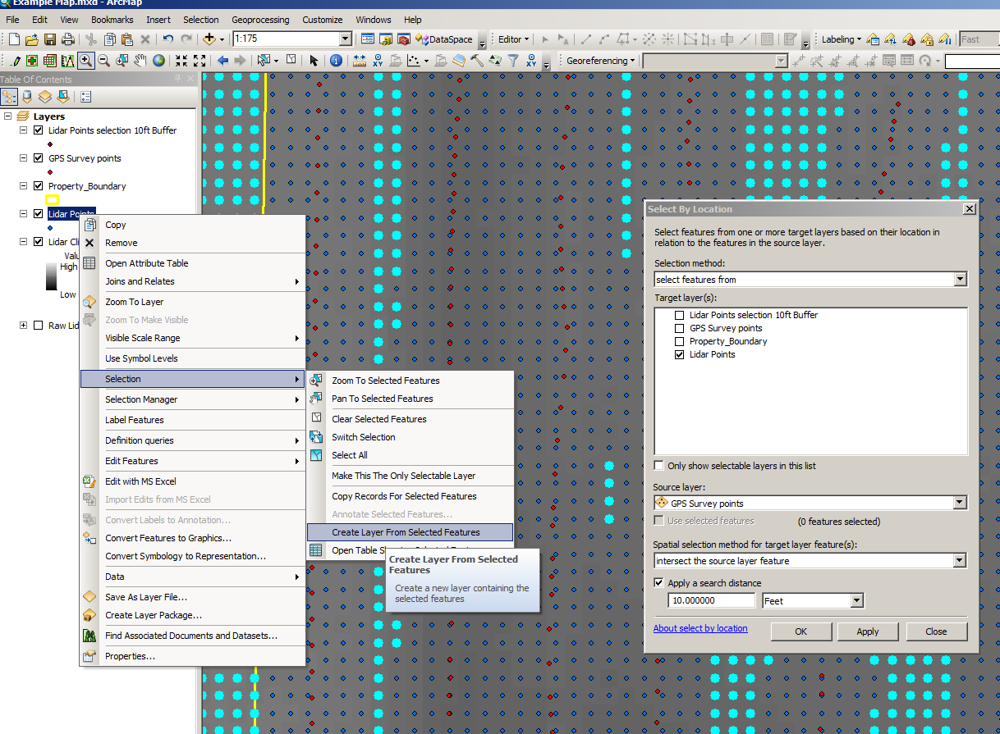 Example Map.mxd - ArcMap
File Edit View Bookmarks Insert Selection Geoprocessing Customize Windows Help
1:175 DataSpace Editor Labeling Fast
XY XY Georeferencing
Table Of Contents
Layers
Lidar Points selection 10ft Buffer
GPS Survey points
Property_Boundary
Lidar Points
Lidar Cli
Valu
High
Low
Raw Lid
Copy
Remove
Open Attribute Table
Joins and Relates
Zoom To Layer
Zoom To Make Visible
Visible Scale Range
Use Symbol Levels
Selection
Selection Manager
Label Features
Definition queries
Edit Features
Edit with MS Excel
Import Edits from MS Excel
Convert Labels to Annotation...
Convert Features to Graphics...
Convert Symbology to Representation...
Data
Save As Layer File...
Create Layer Package...
Find Associated Documents and Datasets...
Properties...
Zoom To Selected Features
Pan To Selected Features
Clear Selected Features
Switch Selection
Select All
Make This The Only Selectable Layer
Copy Records For Selected Features
Annotate Selected Features...
Create Layer From Selected Features
Open Table
Create Layer From Selected
Features
Create a new layer containing the
selected features
Select By Location
Select features from one or more target layers based on their location in
relation to the features in the source layer.
Selection method:
select features from
Target layer(s):
Lidar Points selection 10ft Buffer
GPS Survey points
Property_Boundary
Lidar Points
Only show selectable layers in this list
Source layer:
GPS Survey points
Use selected features (0 features selected)
Spatial selection method for target layer feature(s):
intersect the source layer feature
Apply a search distance
10.000000 Feet
About select by location OK Apply Close